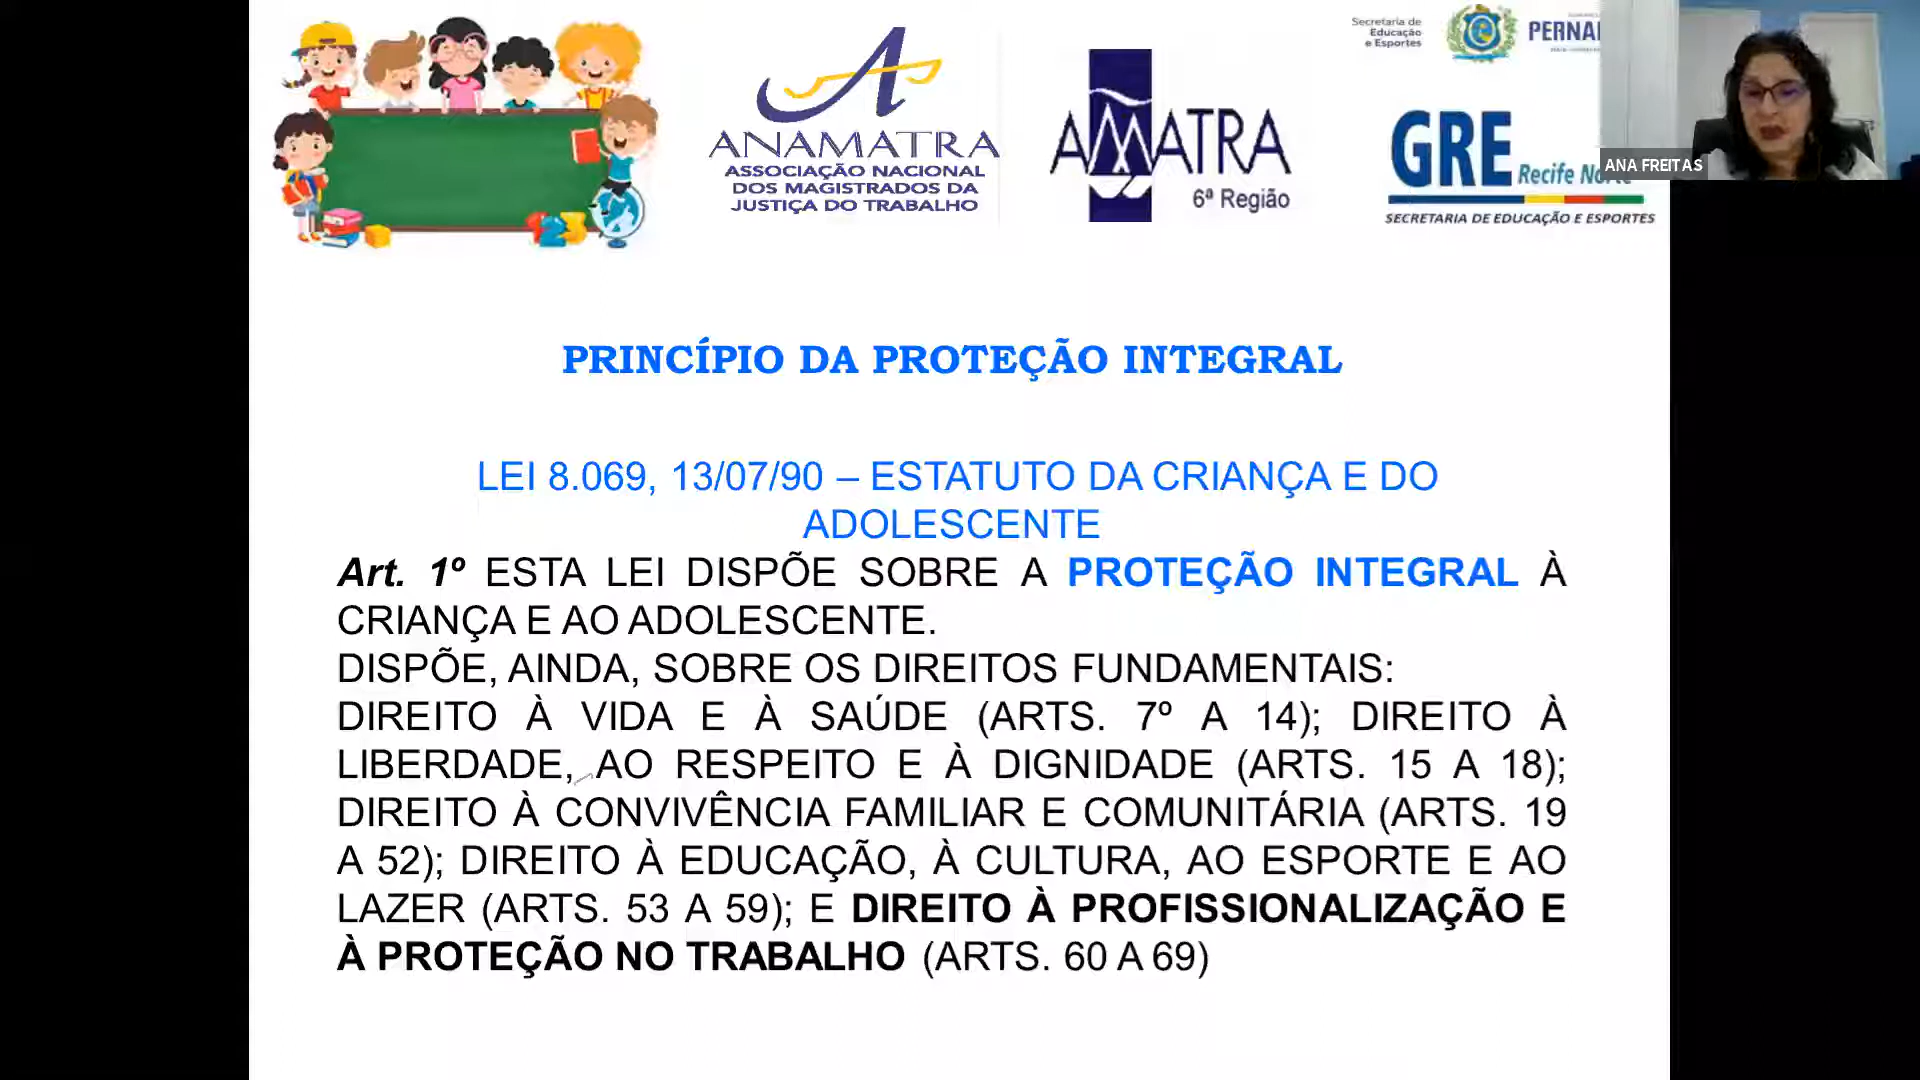 ANAMATRA
ASSOCIAÇÃO NACIONAL
DOS MAGISTRADOS DA
JUSTIÇA DO TRABALHO
AMATRA
6ª Região
Secretaria de
Educação
e Esportes
PERNA
GRE Recife Norte
SECRETARIA DE EDUCAÇÃO E ESPORTES
ANA FREITAS
123
PRINCÍPIO DA PROTEÇÃO INTEGRAL
LEI 8.069, 13/07/90 – ESTATUTO DA CRIANÇA E DO
ADOLESCENTE
Art. 1º ESTA LEI DISPÕE SOBRE A PROTEÇÃO INTEGRAL À
CRIANÇA E AO ADOLESCENTE.
DISPÕE, AINDA, SOBRE OS DIREITOS FUNDAMENTAIS:
DIREITO À VIDA E À SAÚDE (ARTS. 7º A 14); DIREITO À
LIBERDADE, AO RESPEITO E À DIGNIDADE (ARTS. 15 A 18);
DIREITO À CONVIVÊNCIA FAMILIAR E COMUNITÁRIA (ARTS. 19
A 52); DIREITO À EDUCAÇÃO, À CULTURA, AO ESPORTE E AO
LAZER (ARTS. 53 A 59); E DIREITO À PROFISSIONALIZAÇÃO E
À PROTEÇÃO NO TRABALHO (ARTS. 60 A 69)